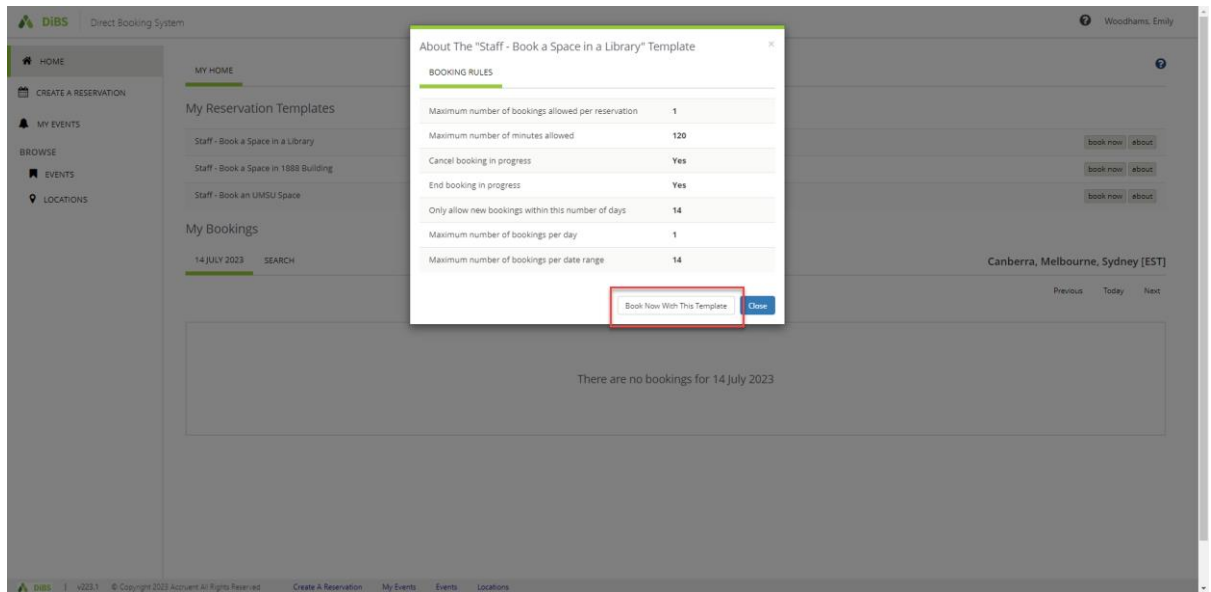 DiBS Direct Booking System
Woodhams, Emily
HOME
CREATE A RESERVATION
MY EVENTS
BROWSE
EVENTS
LOCATIONS
MY HOME
My Reservation Templates
Staff - Book a Space in a Library book now about
Staff - Book a Space in 1888 Building book now about
Staff - Book an UMSU Space book now about
My Bookings
14 JULY 2023 SEARCH
Canberra, Melbourne, Sydney [EST]
Previous Today Next
There are no bookings for 14 July 2023
About The "Staff - Book a Space in a Library" Template ×
BOOKING RULES
Maximum number of bookings allowed per reservation 1
Maximum number of minutes allowed 120
Cancel booking in progress Yes
End booking in progress Yes
Only allow new bookings within this number of days 14
Maximum number of bookings per day 1
Maximum number of bookings per date range 14
Book Now With This Template Close
DiBS | v223.1 © Copyright 2023 Accruent All Rights Reserved Create A Reservation My Events Events Locations